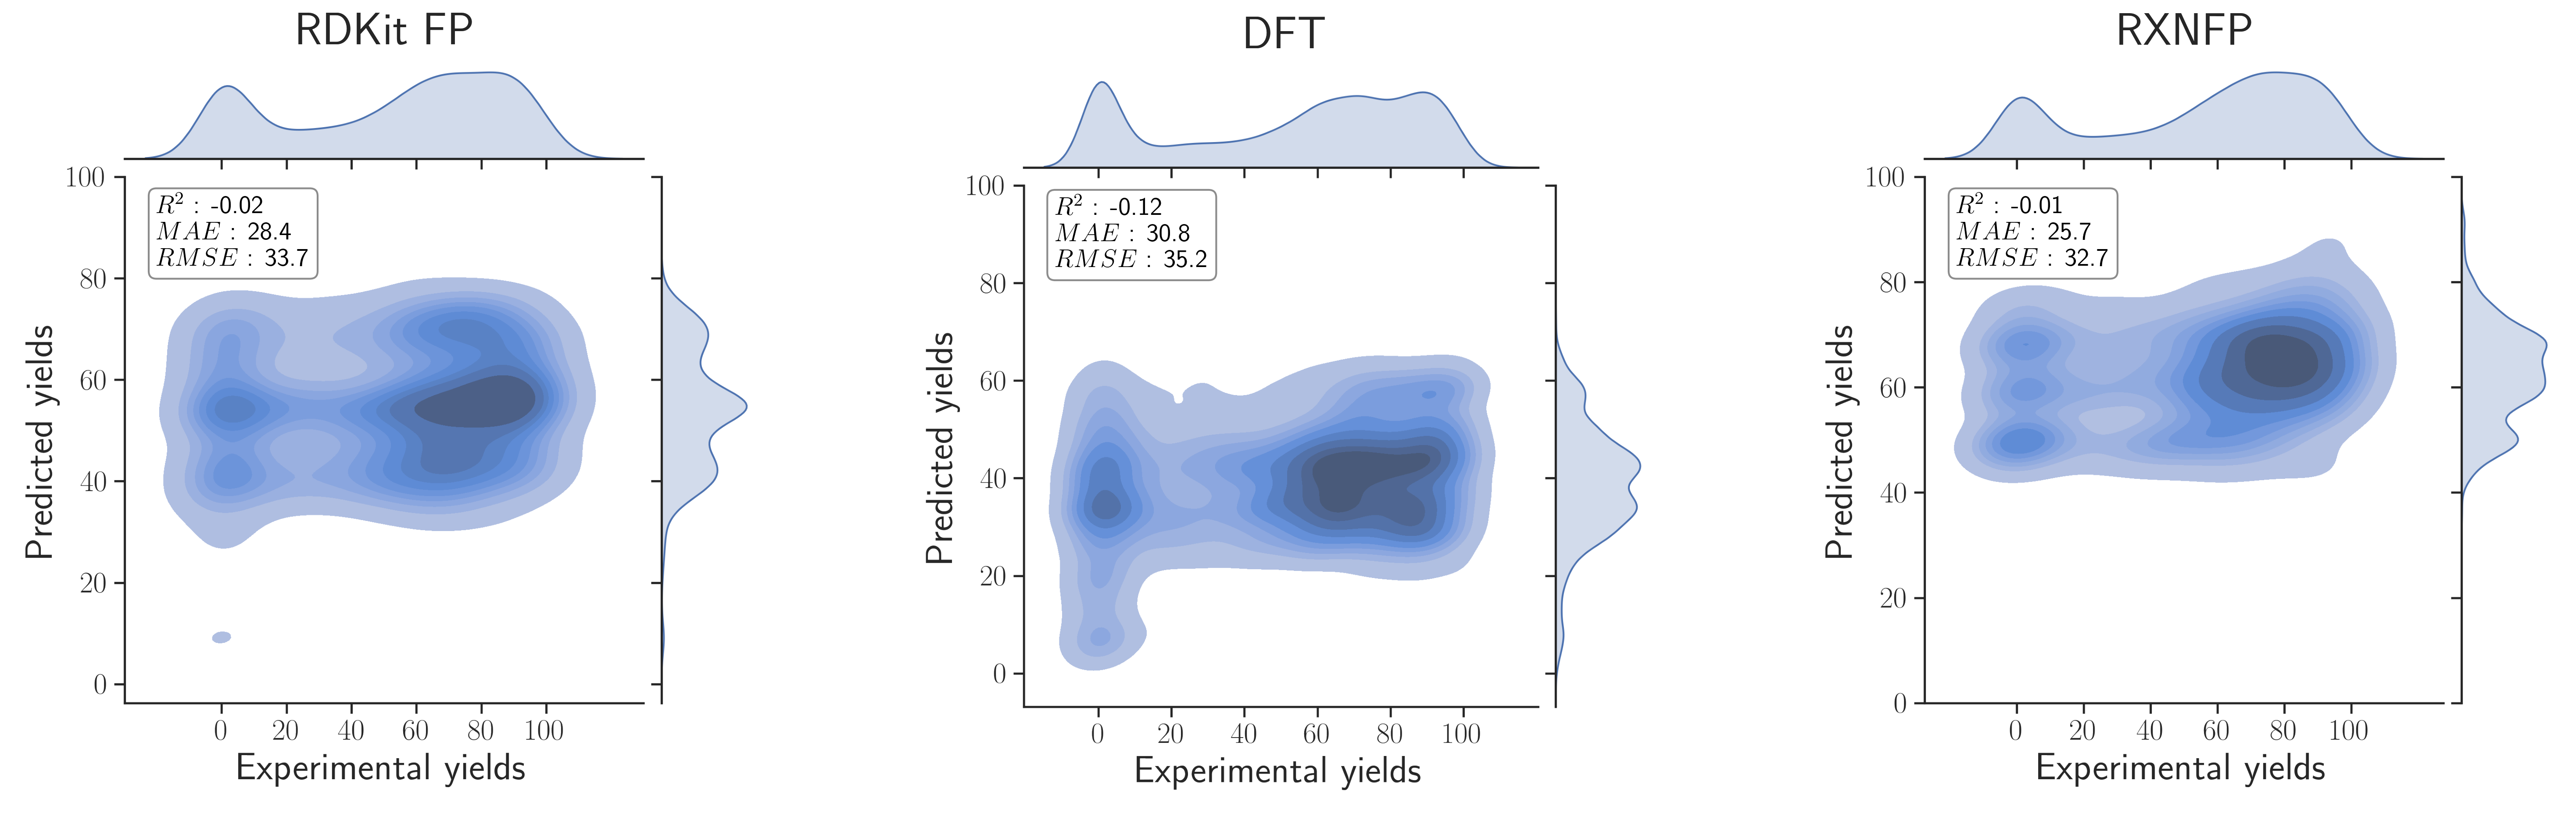 RDKit FP
R² : -0.02
MAE : 28.4
RMSE : 33.7
100
80
60
40
20
0
Predicted yields
0 20 40 60 80 100
Experimental yields
DFT
R² : -0.12
MAE : 30.8
RMSE : 35.2
100
80
60
40
20
0
Predicted yields
0 20 40 60 80 100
Experimental yields
RXNFP
R² : -0.01
MAE : 25.7
RMSE : 32.7
100
80
60
40
20
0
Predicted yields
0 20 40 60 80 100
Experimental yields